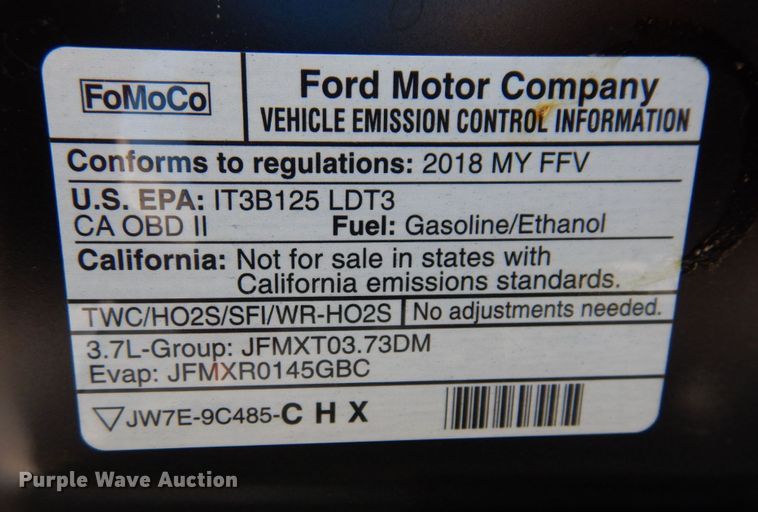 FoMoCo
Ford Motor Company
VEHICLE EMISSION CONTROL INFORMATION
Conforms to regulations: 2018 MY FFV
U.S. EPA: IT3B125 LDT3
CA OBD II Fuel: Gasoline/Ethanol
California: Not for sale in states with
California emissions standards.
TWC/HO2S/SFI/WR-HO2S No adjustments needed.
3.7L-Group: JFMXT03.73DM
Evap: JFMXR0145GBC
▽JW7E-9C485-C H X
Purple Wave Auction